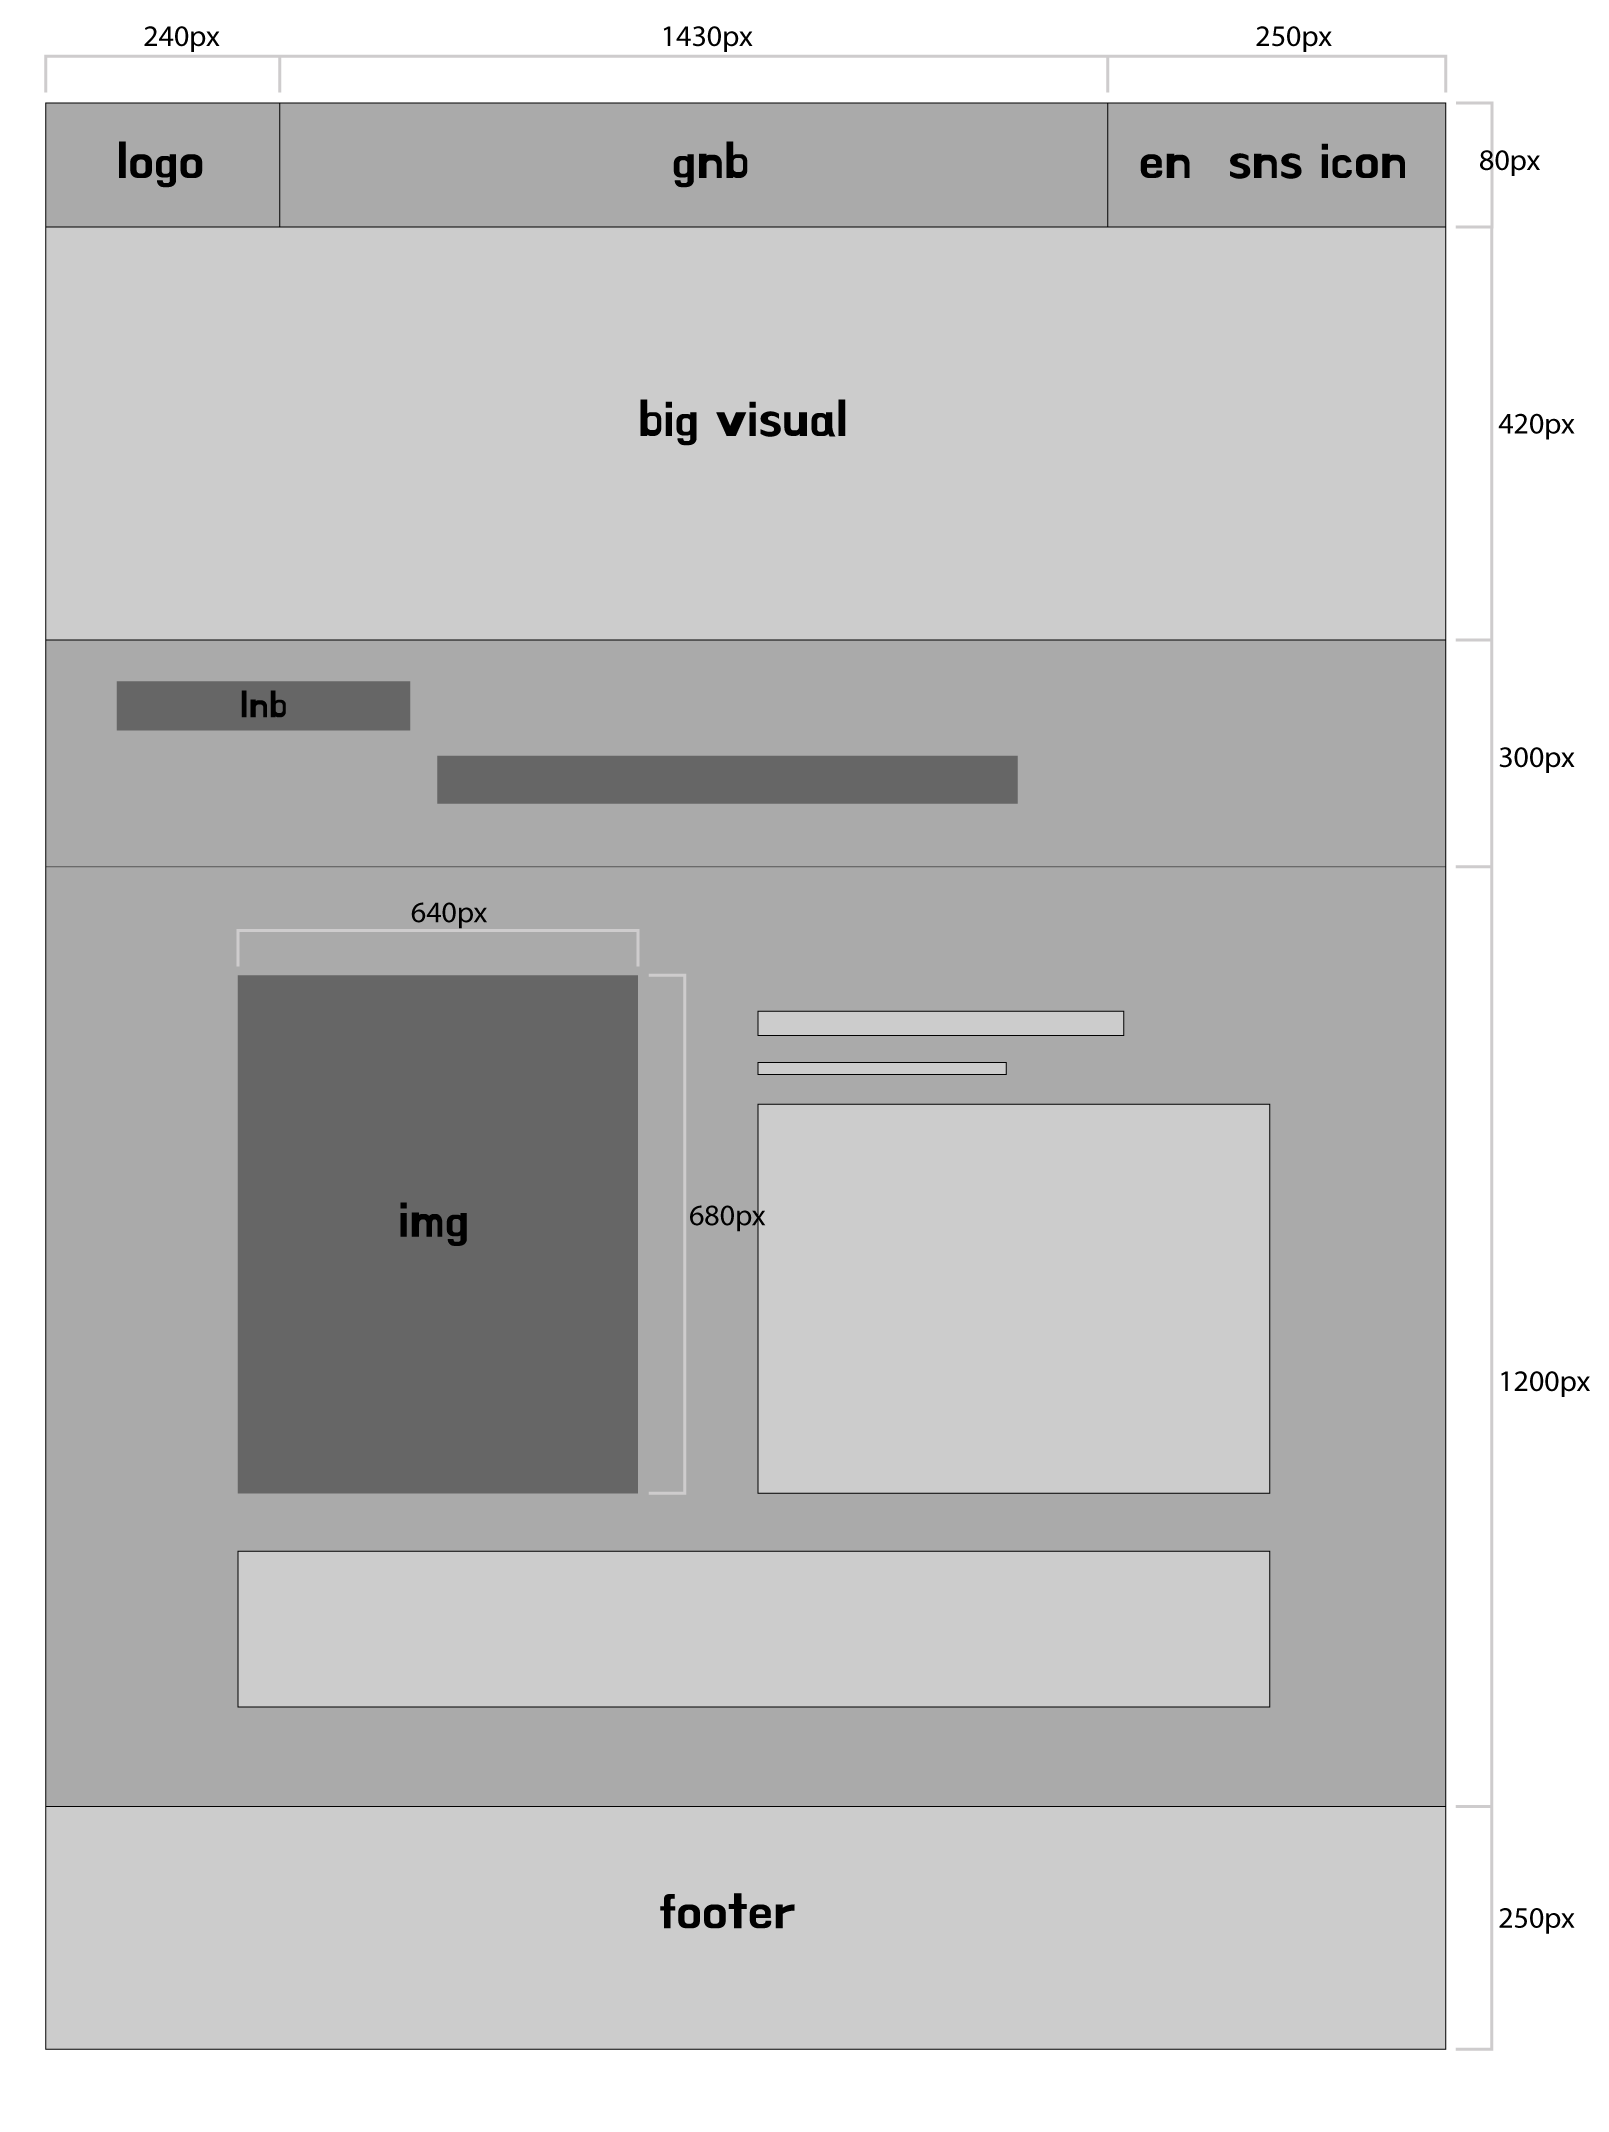 240px 1430px 250px
logo gnb en sns icon 80px
big visual 420px
lnb
300px
640px
img 680px
1200px
footer 250px